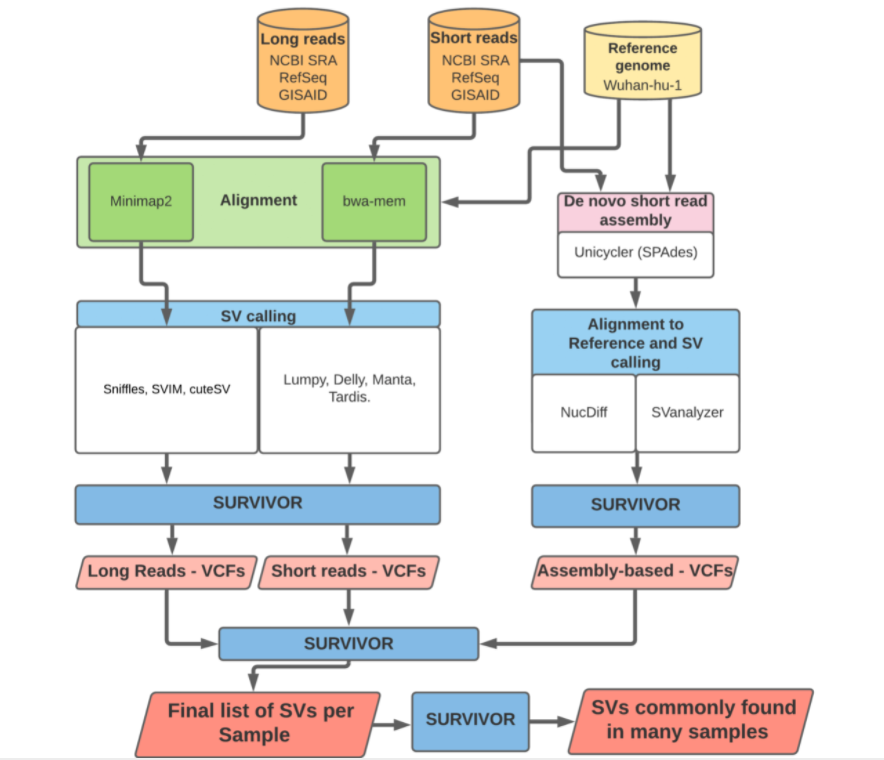 Long reads
NCBI SRA
RefSeq
GISAID
Short reads
NCBI SRA
RefSeq
GISAID
Reference
genome
Wuhan-hu-1
Minimap2
Alignment
bwa-mem
De novo short read
assembly
Unicycler (SPAdes)
SV calling
Sniffles, SVIM, cuteSV
Lumpy, Delly, Manta,
Tardis.
Alignment to
Reference and SV
calling
NucDiff
SVanalyzer
SURVIVOR
SURVIVOR
Long Reads - VCFs
Short reads - VCFs
Assembly-based - VCFs
SURVIVOR
Final list of SVs per
Sample
SURVIVOR
SVs commonly found
in many samples